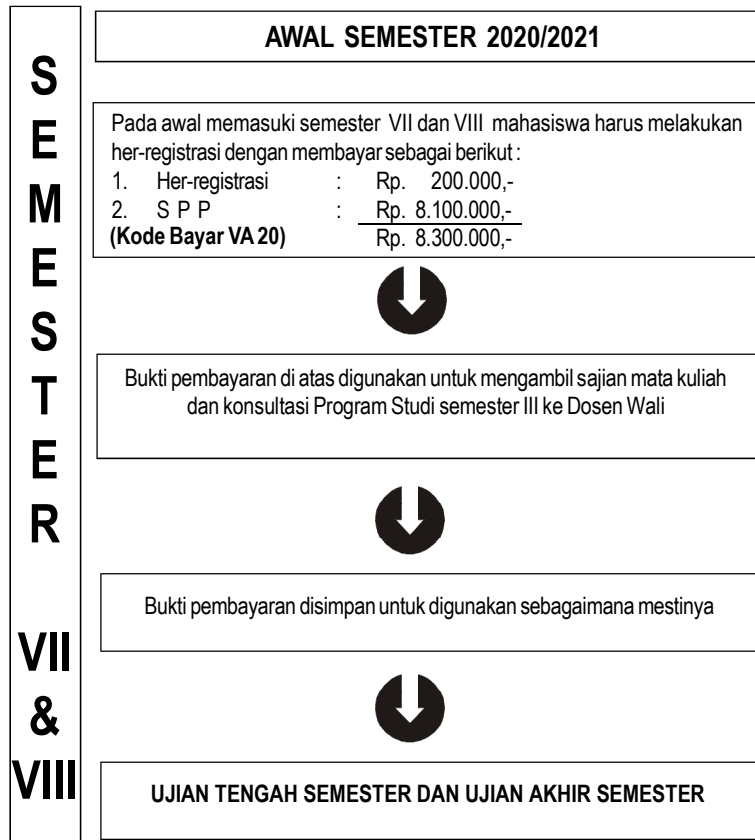 SEMESTER
VII
&
VIII
AWAL SEMESTER 2020/2021
Pada awal memasuki semester VII dan VIII mahasiswa harus melakukan
her-registrasi dengan membayar sebagai berikut :
1. Her-registrasi : Rp. 200.000,-
2. S P P : Rp. 8.100.000,-
(Kode Bayar VA 20) Rp. 8.300.000,-
Bukti pembayaran di atas digunakan untuk mengambil sajian mata kuliah
dan konsultasi Program Studi semester III ke Dosen Wali
Bukti pembayaran disimpan untuk digunakan sebagaimana mestinya
UJIAN TENGAH SEMESTER DAN UJIAN AKHIR SEMESTER